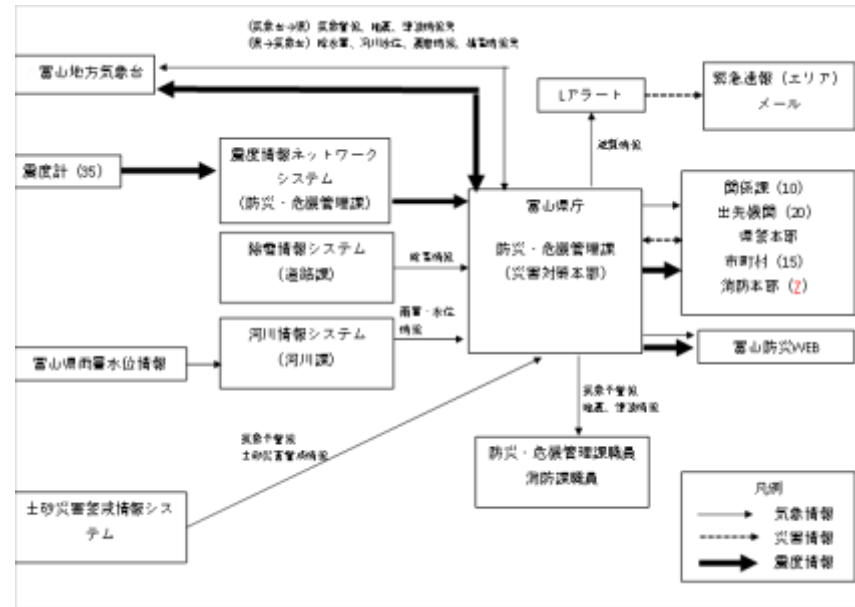 (気象台→県) 気象警報、地震、津波情報等
富山地方気象台
Lアラート
緊急速報(エリア)
メール
震度計(35)
震度情報ネットワーク
システム
(防災・危機管理課)
富山県庁
防災・危機管理課
(災害対策本部)
関係課(10)
出先機関(20)
県警本部
市町村(15)
消防本部(7)
除雪情報システム
(道路課)
雨量・水位
情報
河川情報システム
(河川課)
富山県雨量水位情報
富山防災WEB
気象予警報
地震、津波情報
気象予警報
土砂災害警戒情報
防災・危機管理課職員
消防課職員
土砂災害警戒情報シス
テム
凡例
気象情報
災害情報
震度情報